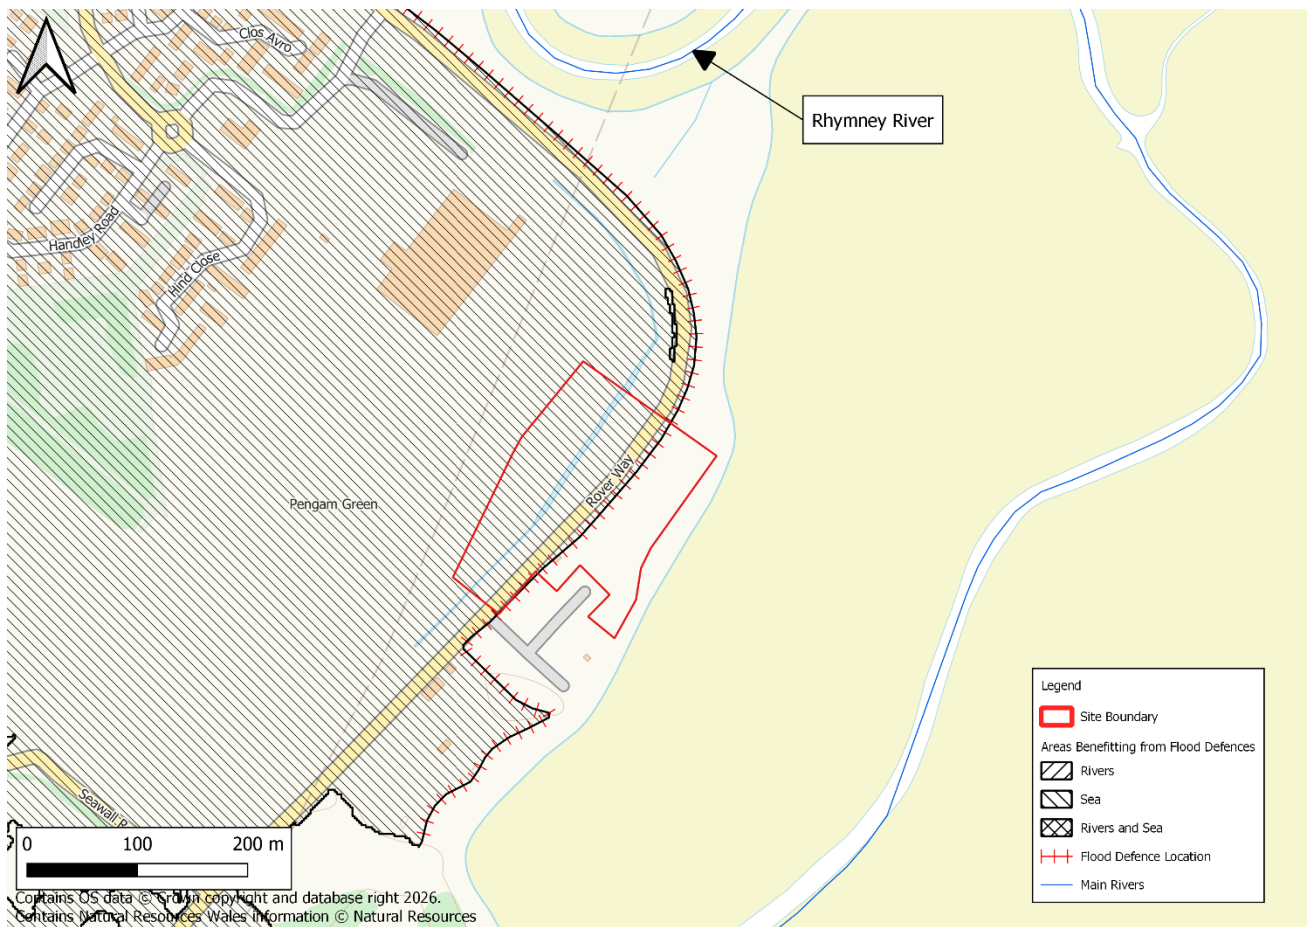 Clos Avro
Rhymney River
Handley Road
Hind Close
Rover Way
Pengam Green
Seawall R
0 100 200 m
Legend
Site Boundary
Areas Benefitting from Flood Defences
Rivers
Sea
Rivers and Sea
Flood Defence Location
Main Rivers
Contains OS data © Crown copyright and database right 2026.
Contains Natural Resources Wales information © Natural Resources